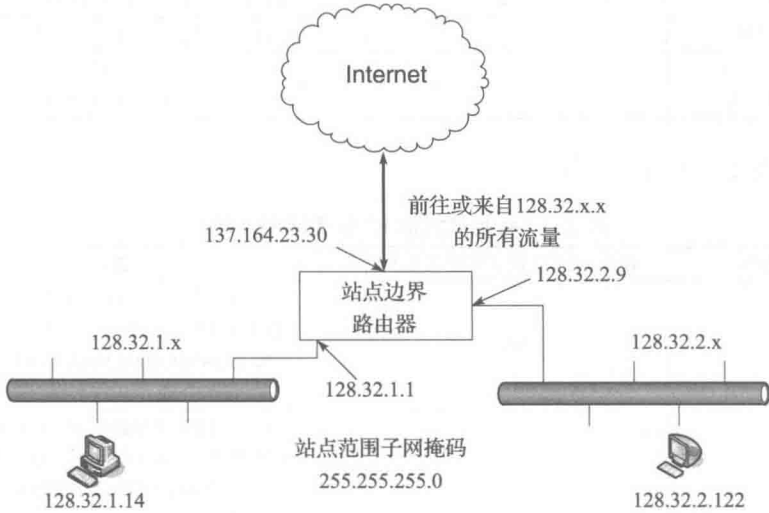 Internet
前往或来自128.32.x.x
的所有流量
137.164.23.30
128.32.2.9
站点边界
路由器
128.32.1.x
128.32.2.x
128.32.1.1
站点范围子网掩码
255.255.255.0
128.32.1.14
128.32.2.122